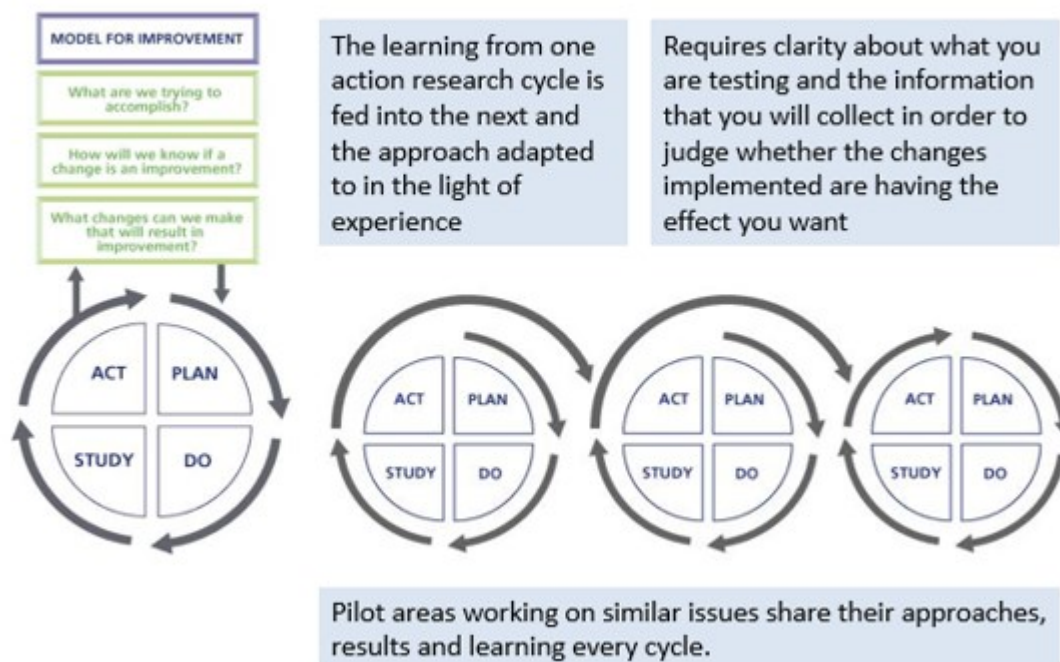 MODEL FOR IMPROVEMENT
What are we trying to
accomplish?
How will we know if a
change is an improvement?
What changes can we make
that will result in
improvement?
The learning from one
action research cycle is
fed into the next and
the approach adapted
to in the light of
experience
Requires clarity about what you
are testing and the information
that you will collect in order to
judge whether the changes
implemented are having the
effect you want
ACT PLAN
STUDY DO
ACT PLAN
STUDY DO
ACT PLAN
STUDY DO
ACT PLAN
STUDY DO
Pilot areas working on similar issues share their approaches,
results and learning every cycle.